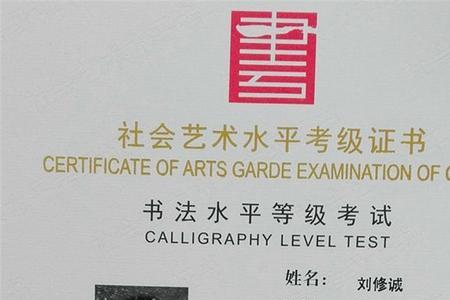 社会艺术水平考级证书
CERTIFICATE OF ARTS GARDE EXAMINATION OF
书法水平等级考试
CALLIGRAPHY LEVEL TEST
姓名: 刘修诚